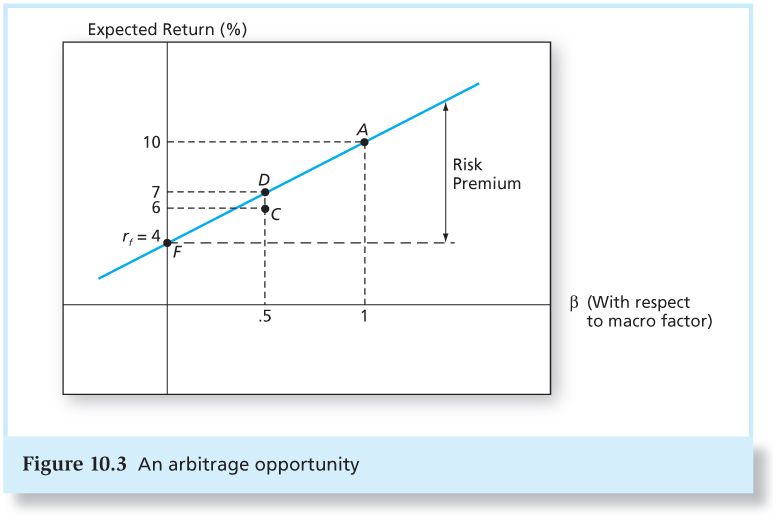 Expected Return (%)
10
A
Risk
Premium
7
D
6
C
rf = 4
F
β (With respect
to macro factor)
.5
1
Figure 10.3 An arbitrage opportunity